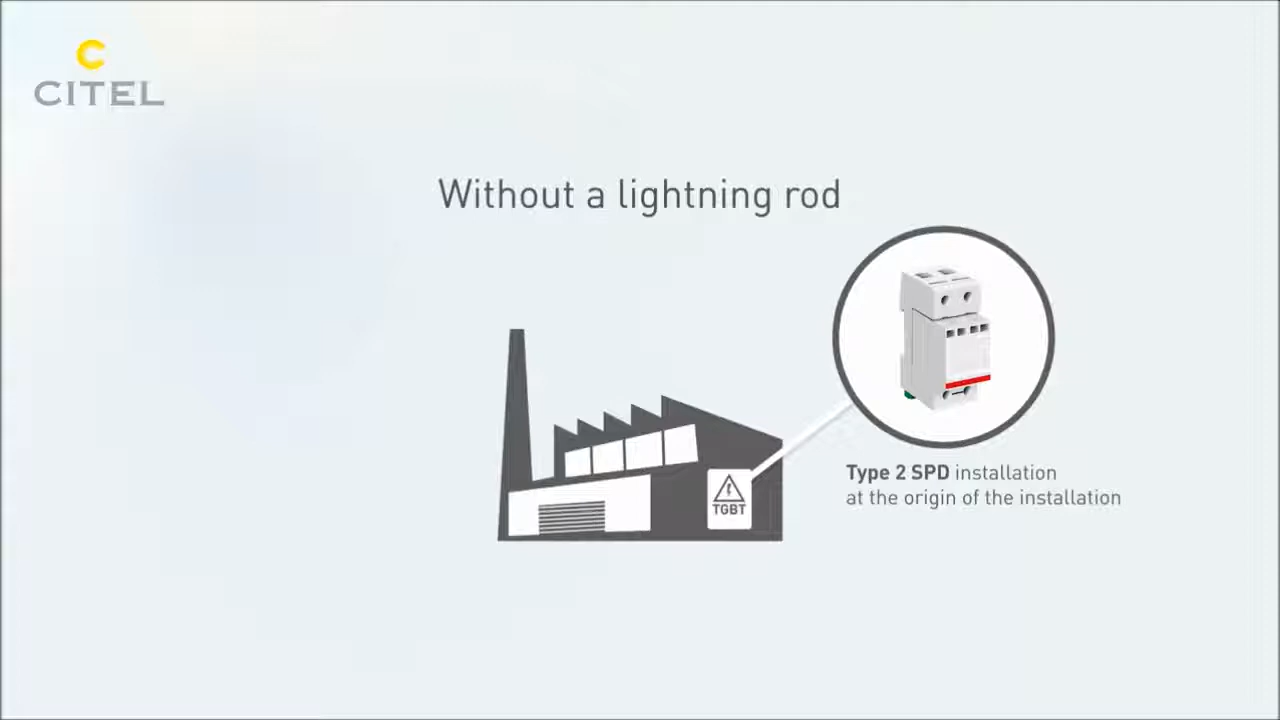 C
CITEL
Without a lightning rod
Type 2 SPD installation
at the origin of the installation
TGBT